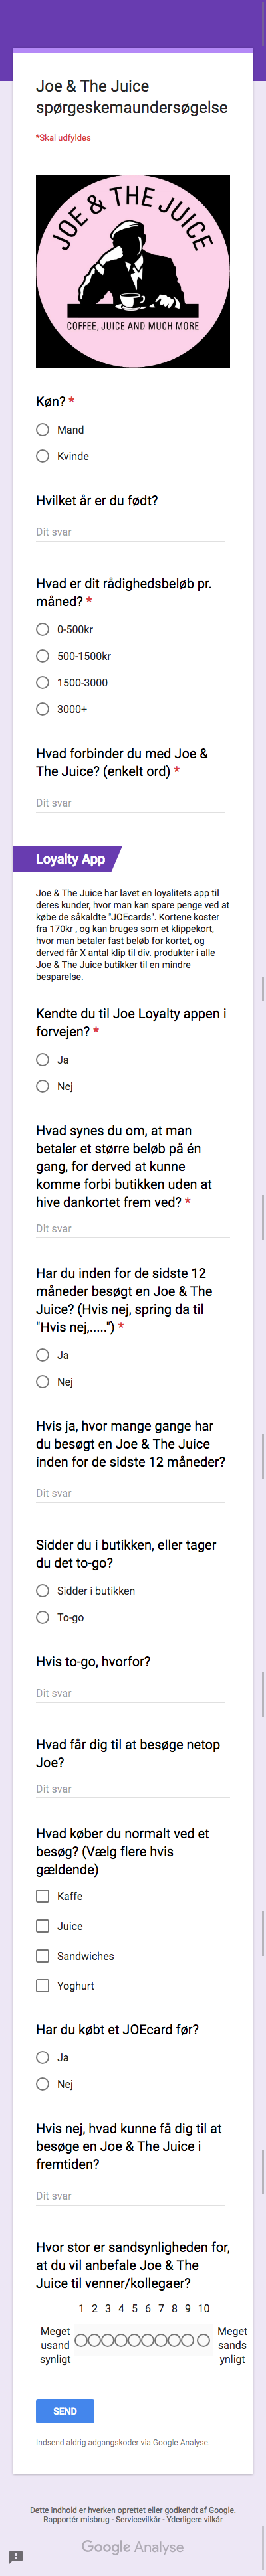 Joe & The Juice
spørgeskemaundersøgelse
*Skal udfyldes
JOE & THE JUICE
COFFEE, JUICE AND MUCH MORE
Køn? *
Mand
Kvinde
Hvilket år er du født?
Dit svar
Hvad er dit rådighedsbeløb pr.
måned? *
0-500kr
500-1500kr
1500-3000
3000+
Hvad forbinder du med Joe &
The Juice? (enkelt ord) *
Dit svar
Loyalty App
Joe & The Juice har lavet en loyalitets app til
deres kunder, hvor man kan spare penge ved at
købe de såkaldte "JOEcards". Kortene koster
fra 170kr , og kan bruges som et klippekort,
hvor man betaler fast beløb for kortet, og
derved får X antal klip til div. produkter i alle
Joe & The Juice butikker til en mindre
besparelse.
Kendte du til Joe Loyalty appen i
forvejen? *
Ja
Nej
Hvad synes du om, at man
betaler et større beløb på én
gang, for derved at kunne
komme forbi butikken uden at
hive dankortet frem ved? *
Dit svar
Har du inden for de sidste 12
måneder besøgt en Joe & The
Juice? (Hvis nej, spring da til
"Hvis nej,.....") *
Ja
Nej
Hvis ja, hvor mange gange har
du besøgt en Joe & The Juice
inden for de sidste 12 måneder?
Dit svar
Sidder du i butikken, eller tager
du det to-go?
Sidder i butikken
To-go
Hvis to-go, hvorfor?
Dit svar
Hvad får dig til at besøge netop
Joe?
Dit svar
Hvad køber du normalt ved et
besøg? (Vælg flere hvis
gældende)
Kaffe
Juice
Sandwiches
Yoghurt
Har du købt et JOEcard før?
Ja
Nej
Hvis nej, hvad kunne få dig til at
besøge en Joe & The Juice i
fremtiden?
Dit svar
Hvor stor er sandsynligheden for,
at du vil anbefale Joe & The
Juice til venner/kollegaer?
1 2 3 4 5 6 7 8 9 10
Meget
usand
synligt
Meget
sands
ynligt
SEND
Indsend aldrig adgangskoder via Google Analyse.
Dette indhold er hverken oprettet eller godkendt af Google.
Rapportér misbrug - Servicevilkår - Yderligere vilkår
Google Analyse